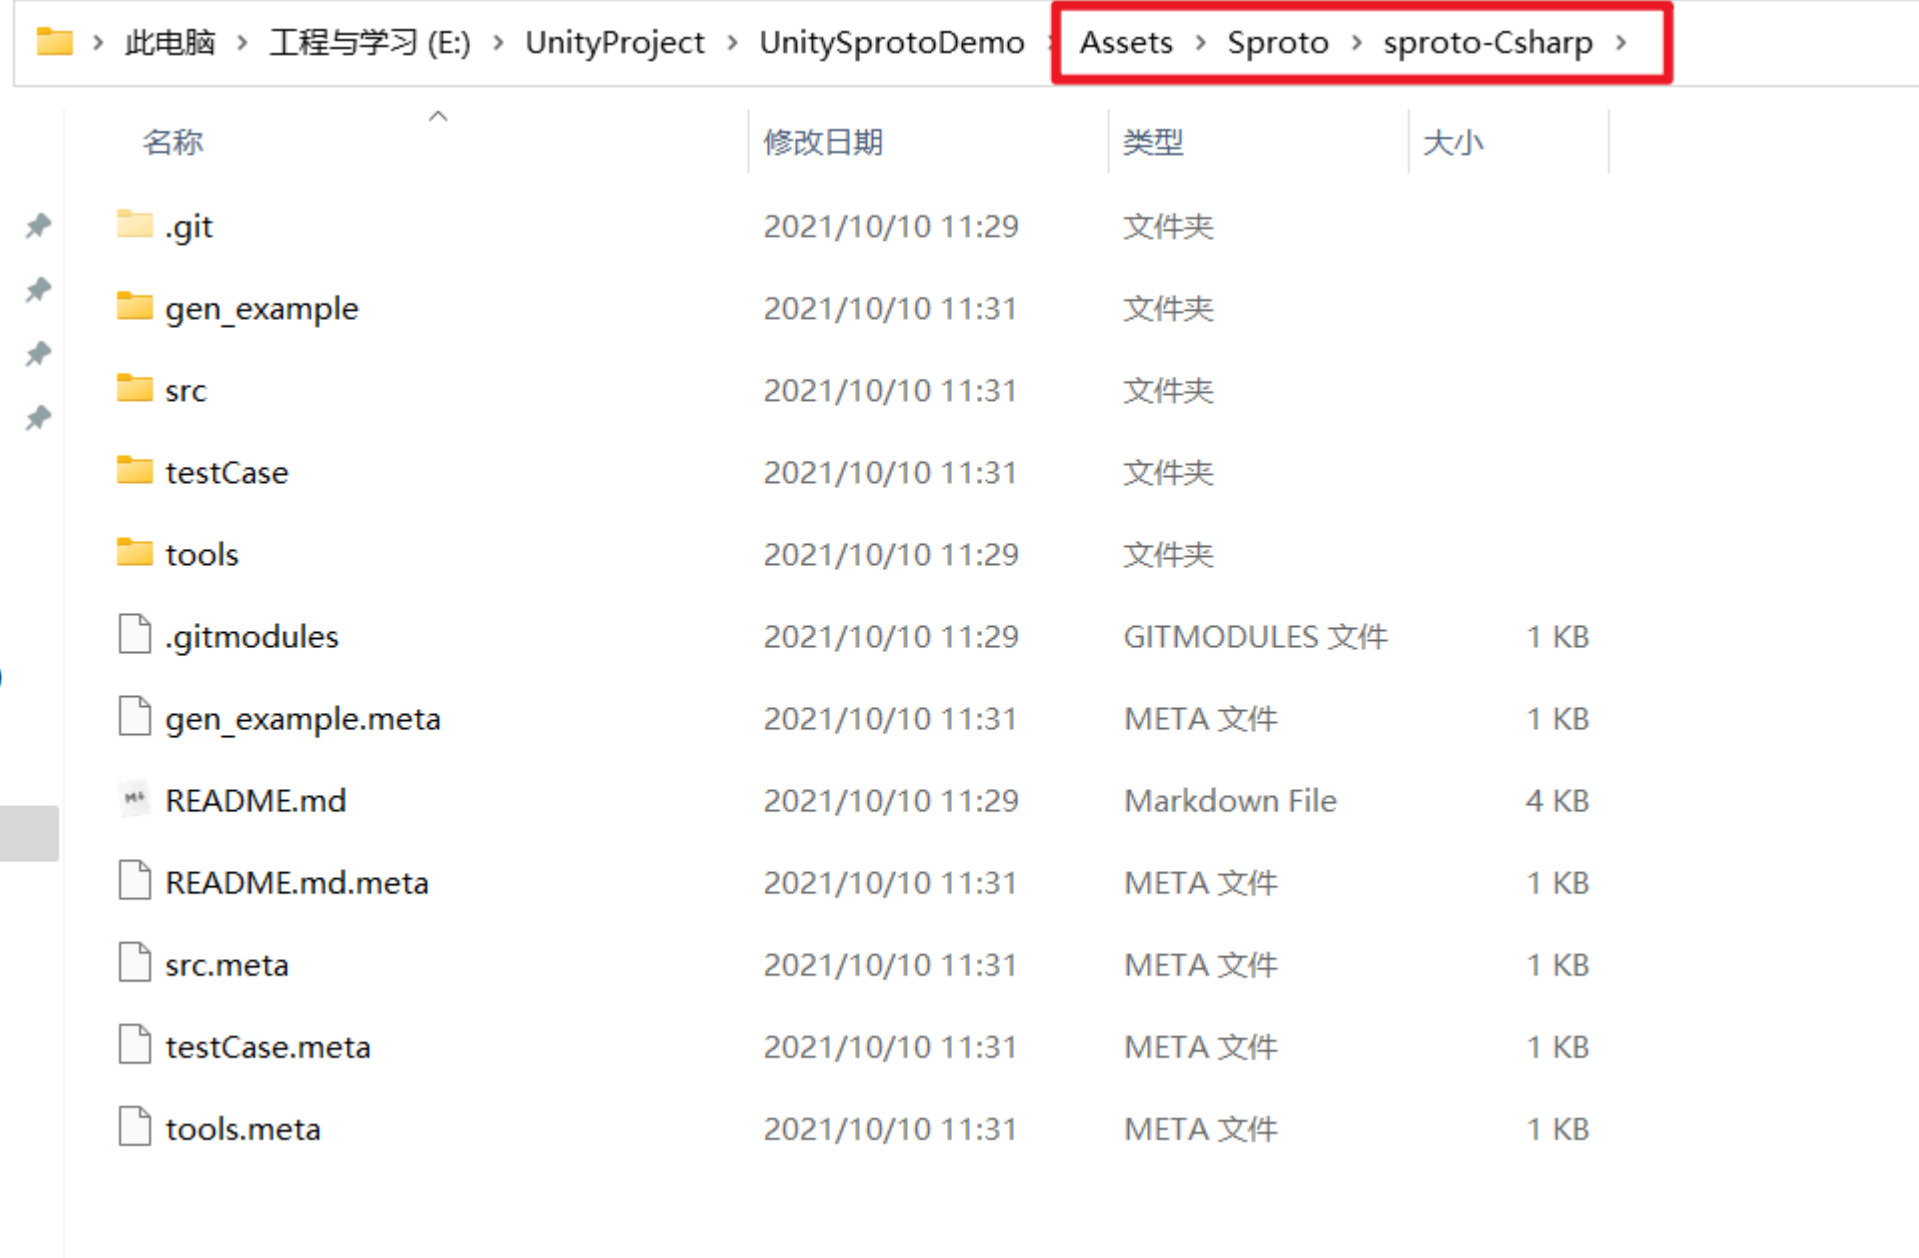 此电脑 › 工程与学习 (E:) › UnityProject › UnitySprotoDemo › Assets › Sproto › sproto-Csharp ›
名称 修改日期 类型 大小
.git 2021/10/10 11:29 文件夹
gen_example 2021/10/10 11:31 文件夹
src 2021/10/10 11:31 文件夹
testCase 2021/10/10 11:31 文件夹
tools 2021/10/10 11:29 文件夹
.gitmodules 2021/10/10 11:29 GITMODULES 文件 1 KB
gen_example.meta 2021/10/10 11:31 META 文件 1 KB
README.md 2021/10/10 11:29 Markdown File 4 KB
README.md.meta 2021/10/10 11:31 META 文件 1 KB
src.meta 2021/10/10 11:31 META 文件 1 KB
testCase.meta 2021/10/10 11:31 META 文件 1 KB
tools.meta 2021/10/10 11:31 META 文件 1 KB